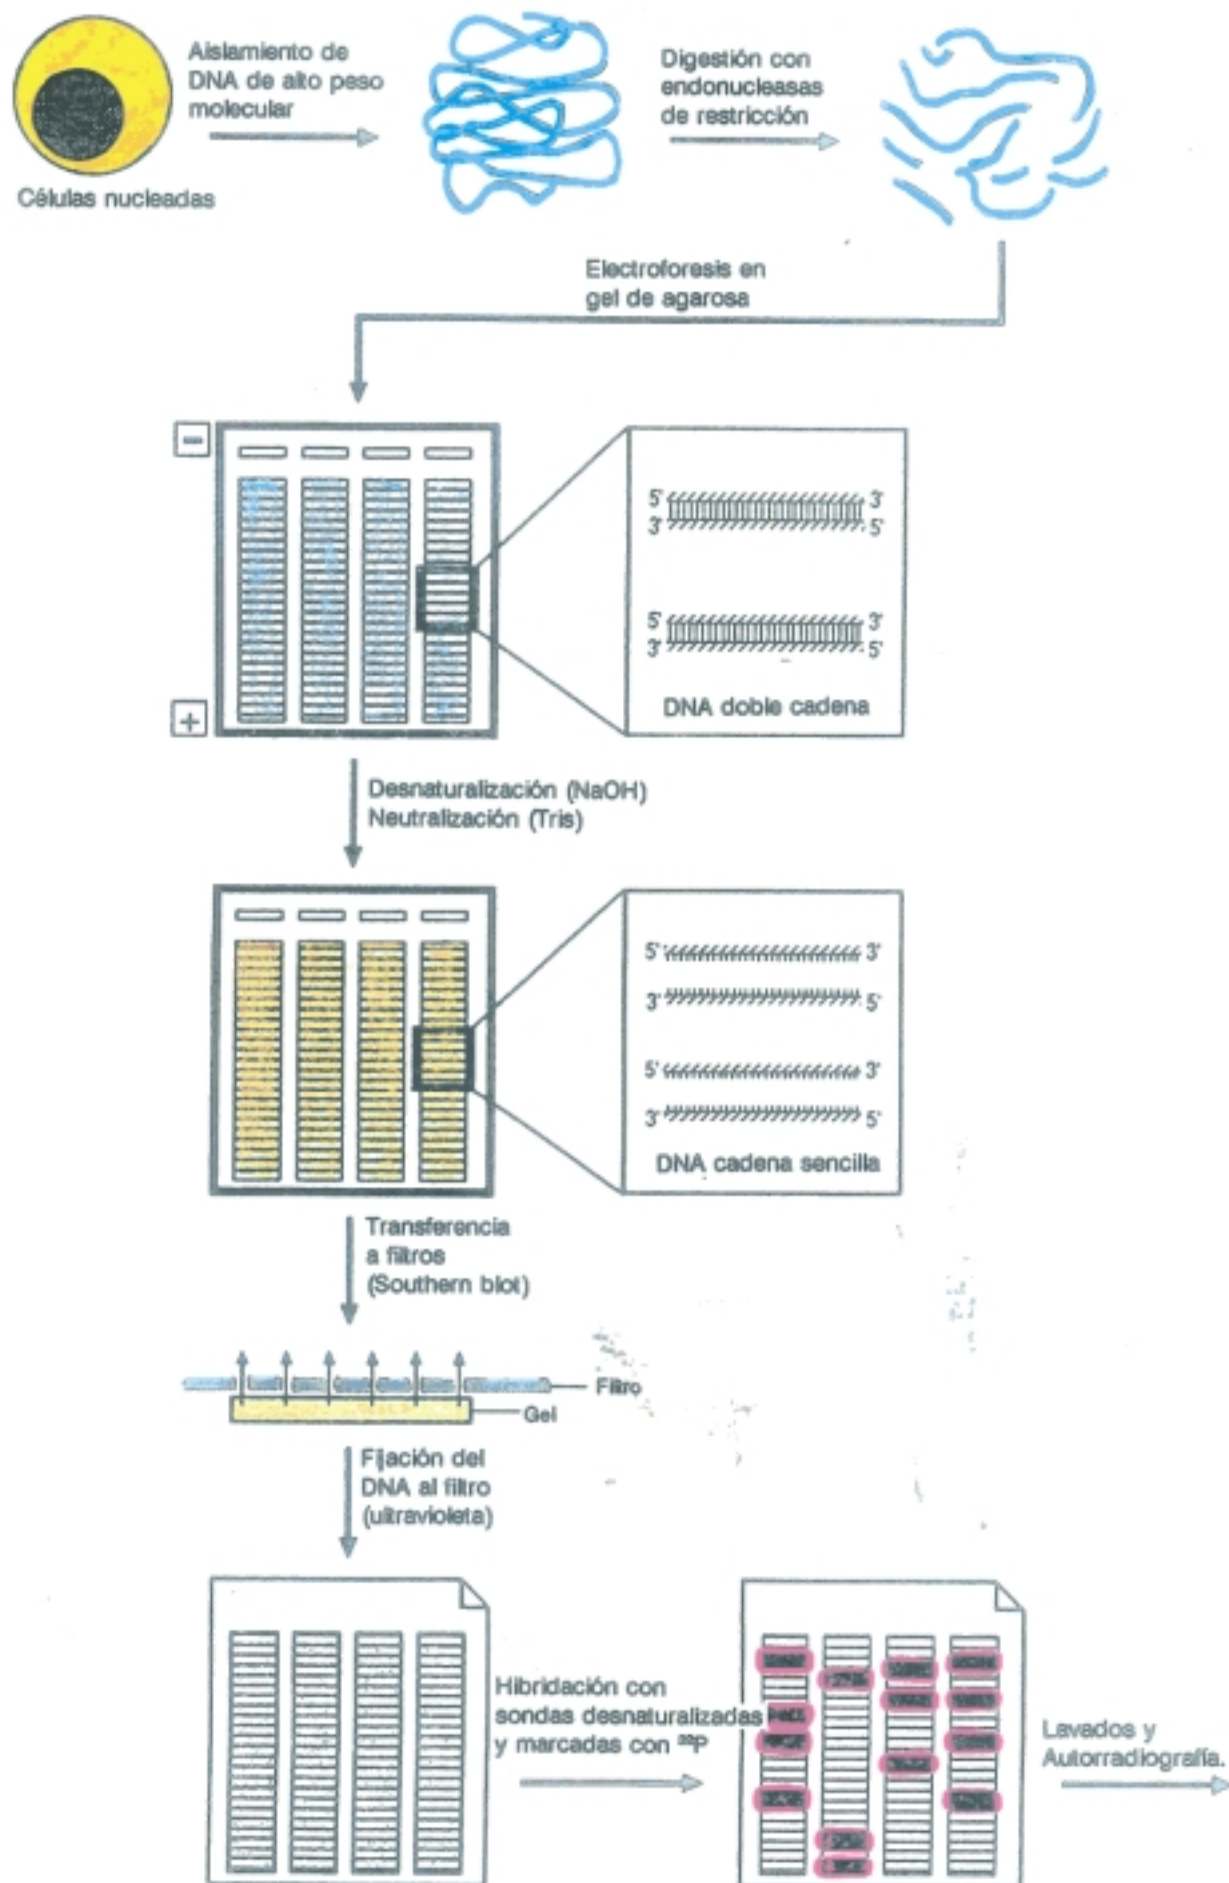 Aislamiento de
DNA de alto peso
molecular
Células nucleadas
Digestión con
endonucleasas
de restricción
Electroforesis en
gel de agarosa
−
+
5' 3'
3' 5'
5' 3'
3' 5'
DNA doble cadena
Desnaturalización (NaOH)
Neutralización (Tris)
5' 3'
3' 5'
5' 3'
3' 5'
DNA cadena sencilla
Transferencia
a filtros
(Southern blot)
Filtro
Gel
Fijación del
DNA al filtro
(ultravioleta)
Hibridación con
sondas desnaturalizadas
y marcadas con ³²P
Lavados y
Autorradiografía.